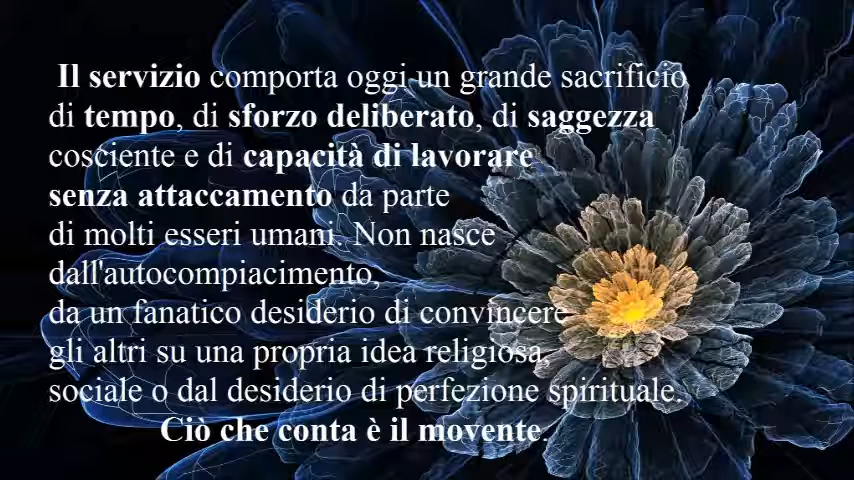 Il servizio comporta oggi un grande sacrificio
di tempo, di sforzo deliberato, di saggezza
cosciente e di capacità di lavorare
senza attaccamento da parte
di molti esseri umani. Non nasce
dall'autocompiacimento,
da un fanatico desiderio di convincere
gli altri su una propria idea religiosa,
sociale o dal desiderio di perfezione spirituale.
Ciò che conta è il movente.